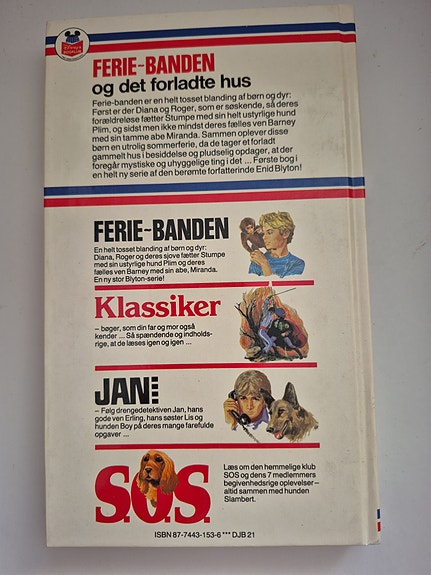 Disney's
BOGKLUB
FERIE-BANDEN
og det forladte hus
Ferie-banden er en helt tosset blanding af børn og dyr:
Først er der Diana og Roger, som er søskende, så deres
forældreløse fætter Stumpe med sin helt ustyrlige hund
Plim, og sidst men ikke mindst deres fælles ven Barney
med sin tamme abe Miranda. Sammen oplever disse
børn en utrolig sommerferie, da de tager et forladt
gammelt hus i besiddelse og pludselig opdager, at der
foregår mystiske og uhyggelige ting i det ... Første bog i
en helt ny serie af den berømte forfatterinde Enid Blyton!
FERIE-BANDEN
En helt tosset blanding af børn og dyr:
Diana, Roger og deres sjove fætter Stumpe
med sin ustyrlige hund Plim og deres
fælles ven Barney med sin abe, Miranda.
En ny stor Blyton-serie!
Klassiker
– bøger, som din far og mor også
kender ... Så spændende og indholds-
rige, at de læses igen og igen ...
JAN
– Følg drengedetektiven Jan, hans
gode ven Erling, hans søster Lis og
hunden Boy på deres mange farefulde
opgaver ...
S.O.S.
Læs om den hemmelige klub
SOS og dens 7 medlemmers
begivenhedsrige oplevelser –
altid sammen med hunden
Slambert.
ISBN 87-7443-153-6 *** DJB 21